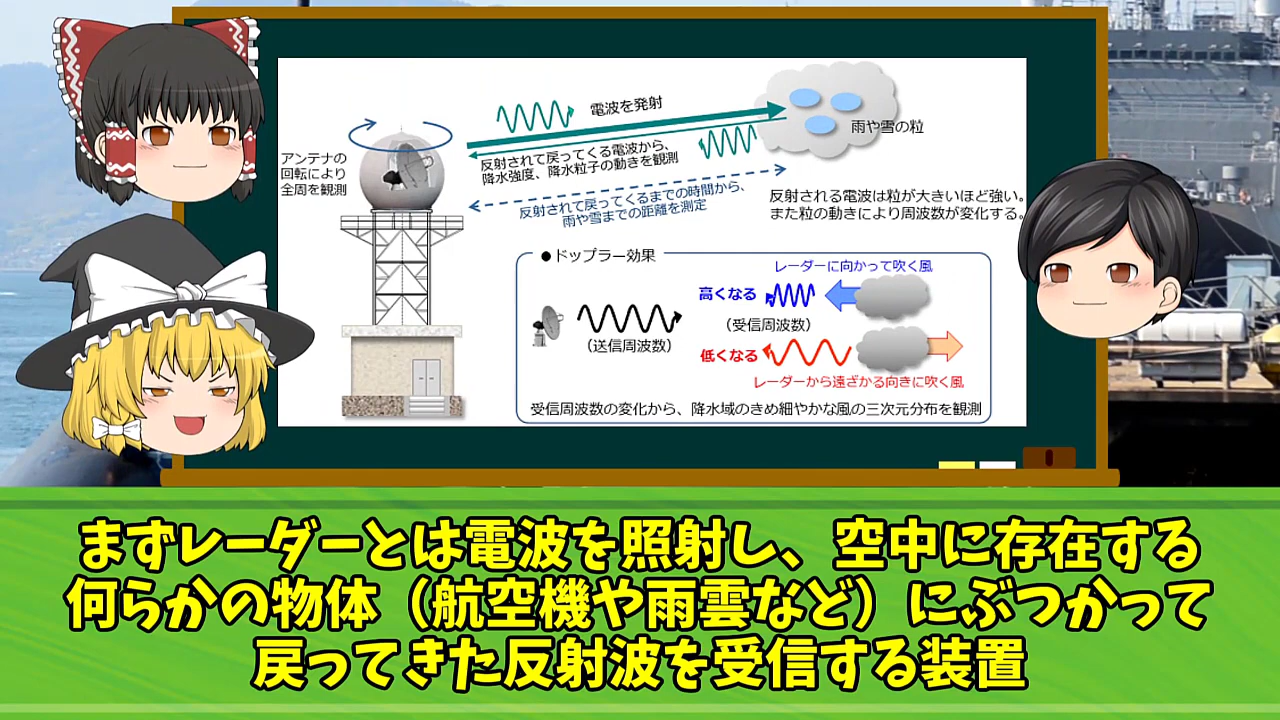 電波を発射
雨や雪の粒
アンテナの
回転により
全周を観測
反射されて戻ってくる電波から、
降水強度、降水粒子の動きを観測
反射されて戻ってくるまでの時間から、
雨や雪までの距離を測定
反射される電波は粒が大きいほど強い。
また粒の動きにより周波数が変化する。
●ドップラー効果
レーダーに向かって吹く風
高くなる
(送信周波数)
(受信周波数)
低くなる
レーダーから遠ざかる向きに吹く風
受信周波数の変化から、降水域のきめ細やかな風の三次元分布を観測
まずレーダーとは電波を照射し、空中に存在する
何らかの物体（航空機や雨雲など）にぶつかって
戻ってきた反射波を受信する装置